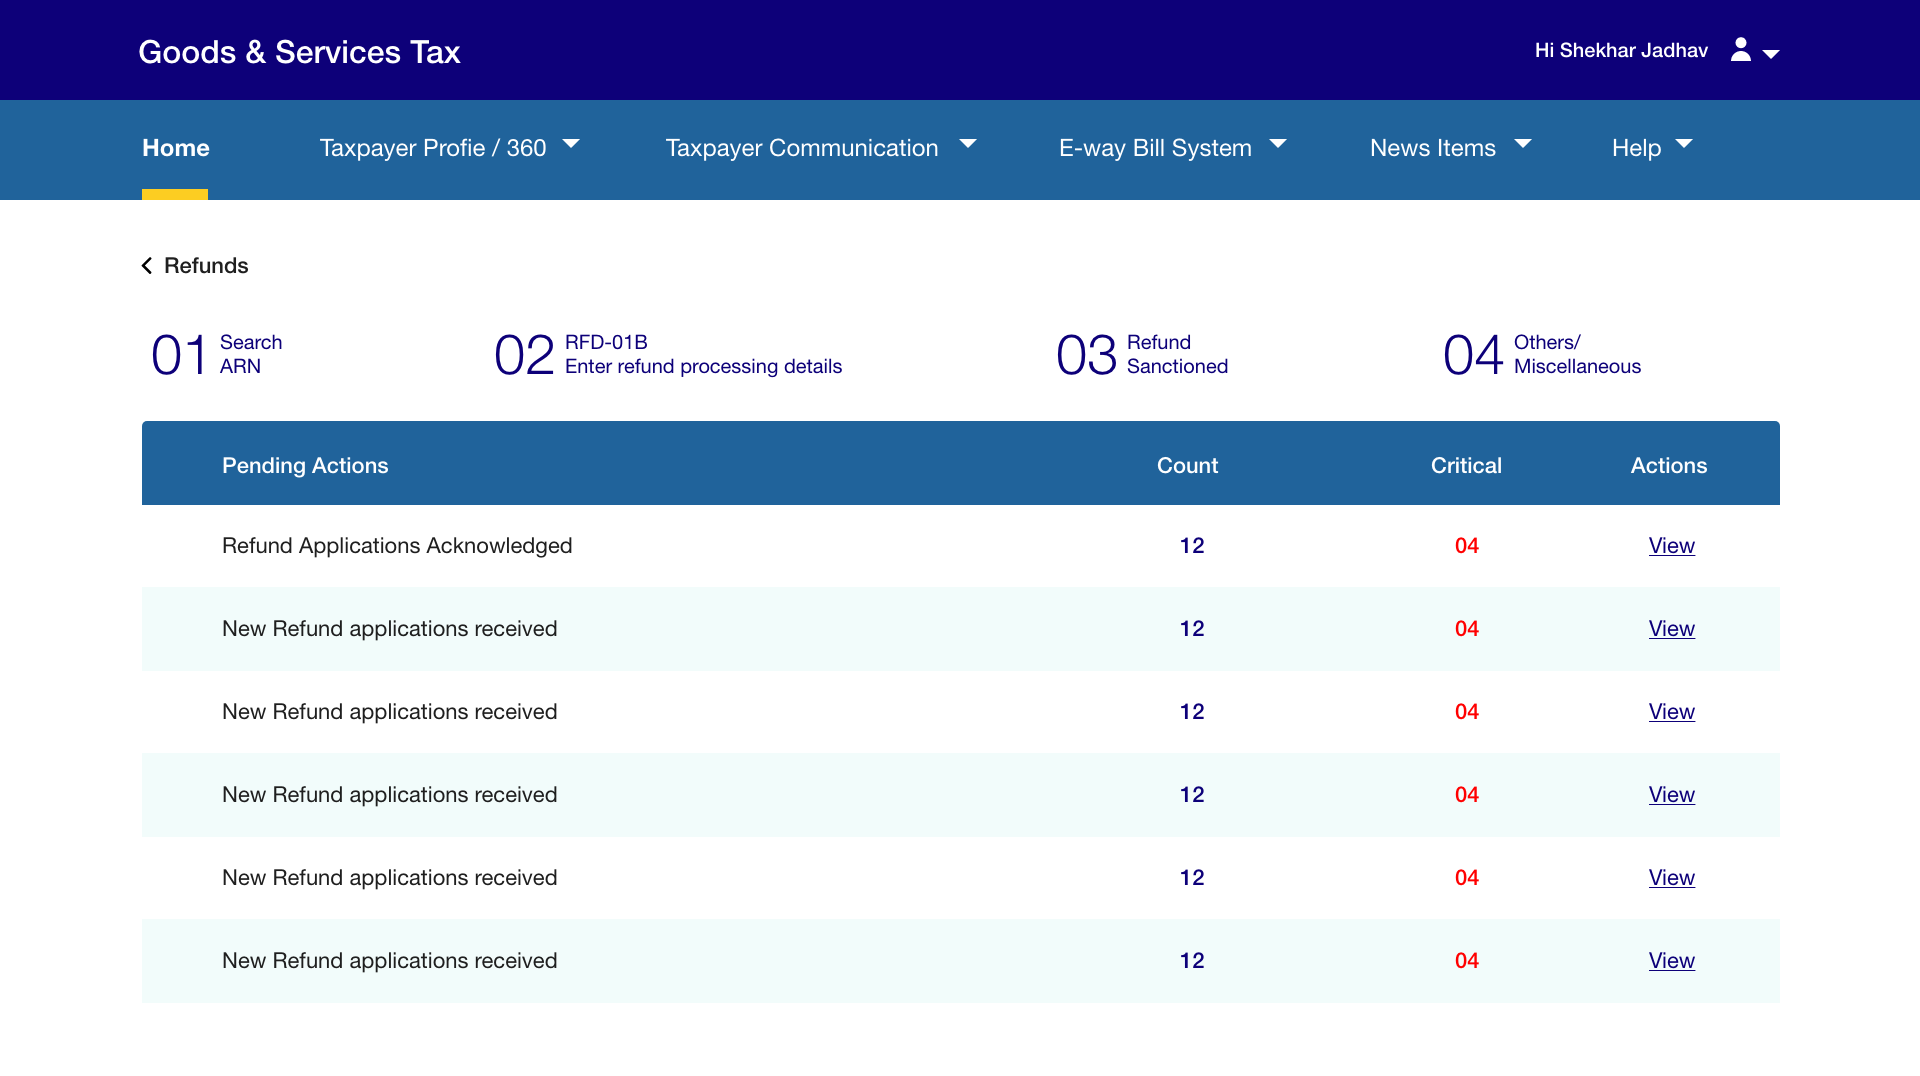 Goods & Services Tax
Hi Shekhar Jadhav
Home
Taxpayer Profie / 360
Taxpayer Communication
E-way Bill System
News Items
Help
Refunds
01 Search
ARN
02 RFD-01B
Enter refund processing details
03 Refund
Sanctioned
04 Others/
Miscellaneous
Pending Actions Count Critical Actions
Refund Applications Acknowledged 12 04 View
New Refund applications received 12 04 View
New Refund applications received 12 04 View
New Refund applications received 12 04 View
New Refund applications received 12 04 View
New Refund applications received 12 04 View